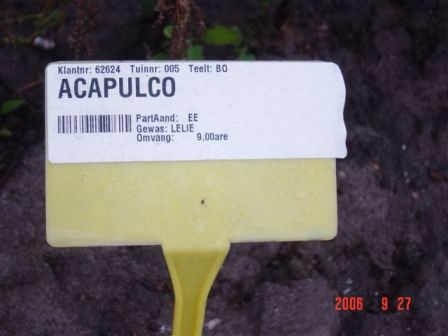 Klantnr: 62624 Tuinnr: 005 Teelt: BO
ACAPULCO
PartAand: EE
Gewas: LELIE
Omvang: 9,00are
2006 9 27